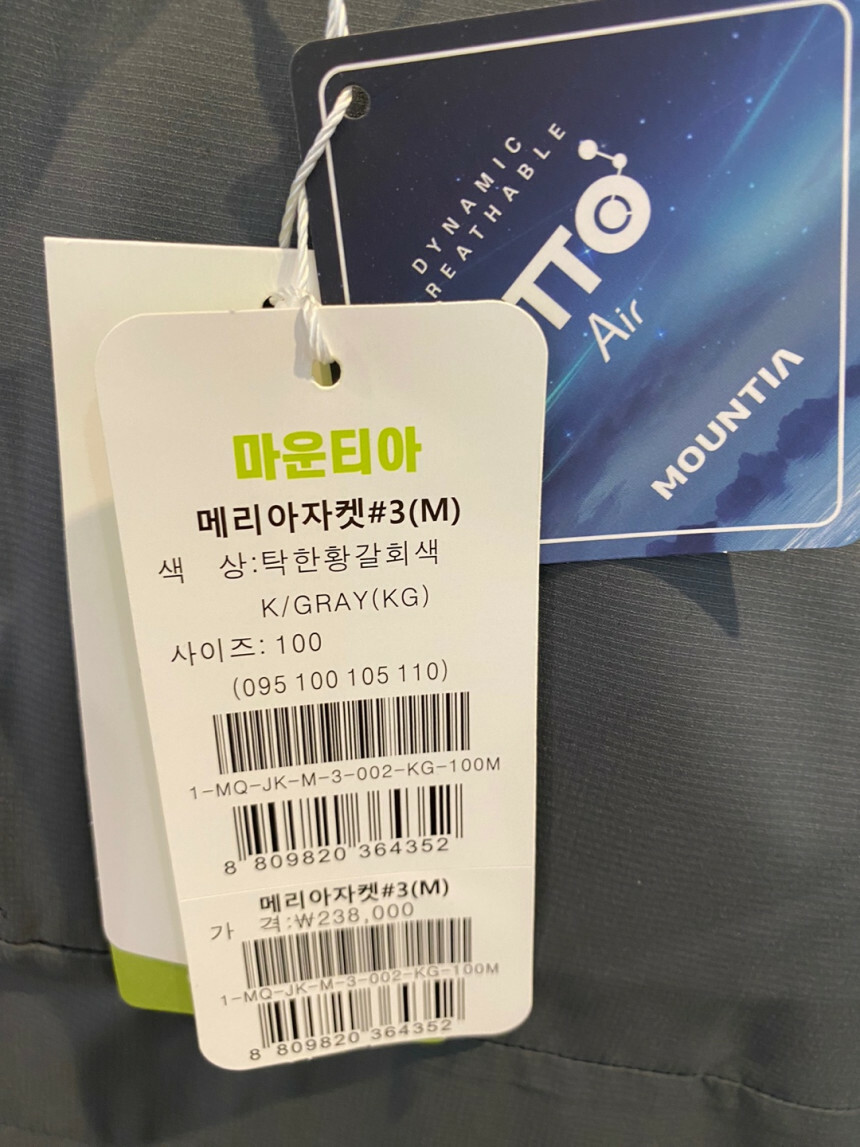 DYNAMIC
REATHABLE
TTO
Air
MOUNTIA
마운티아
메리아자켓#3(M)
색 상:탁한황갈회색
K/GRAY(KG)
사이즈: 100
(095 100 105 110)
1-MQ-JK-M-3-002-KG-100M
8 809820 364352
메리아자켓#3(M)
가 격:₩238,000
1-MQ-JK-M-3-002-KG-100M
8 809820 364352